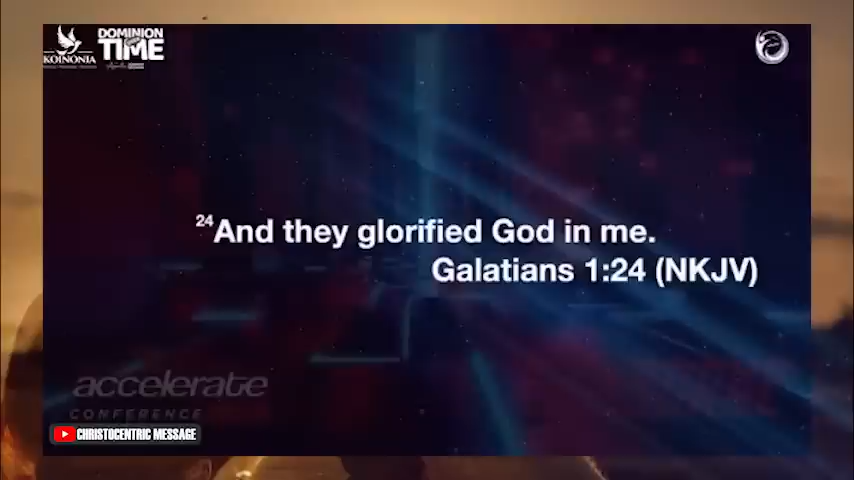 KOINONIA
DOMINION
TIME
24And they glorified God in me.
Galatians 1:24 (NKJV)
accelerate
CONFERENCE
CHRISTOCENTRIC MESSAGE